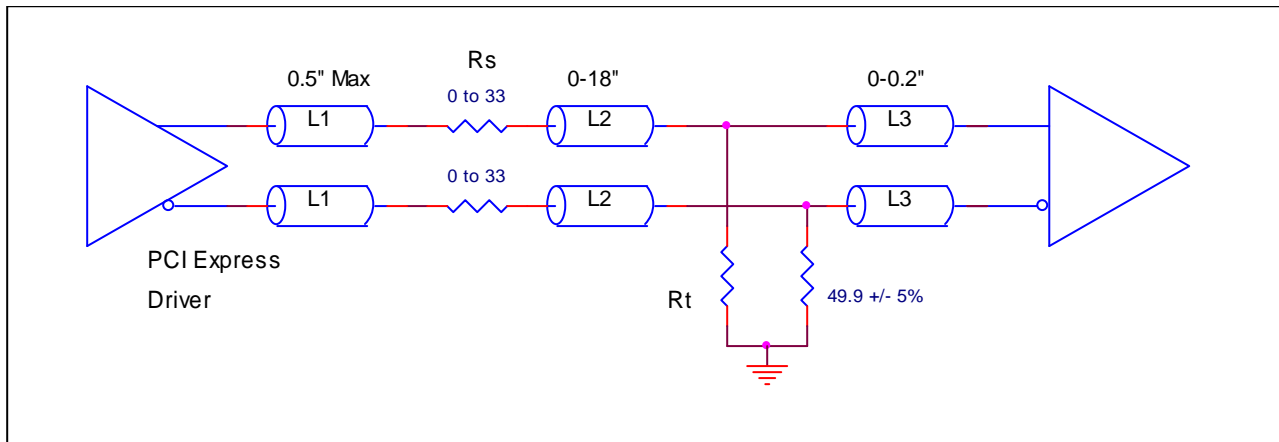 Rs
0.5" Max
0-18"
0-0.2"
0 to 33
L1
L2
L3
0 to 33
L1
L2
L3
PCI Express
Driver
Rt
49.9 +/- 5%